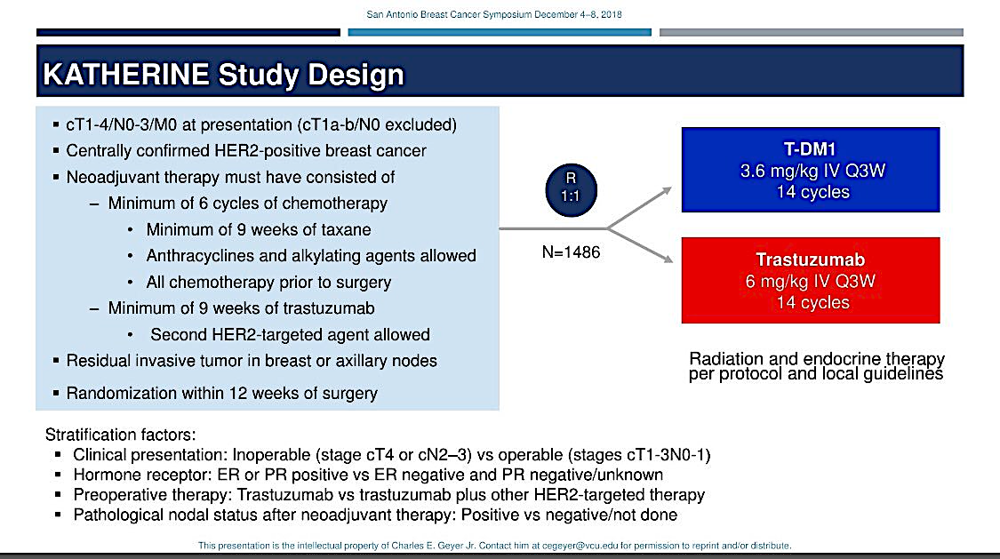 San Antonio Breast Cancer Symposium December 4–8, 2018
KATHERINE Study Design
▪ cT1-4/N0-3/M0 at presentation (cT1a-b/N0 excluded)
▪ Centrally confirmed HER2-positive breast cancer
▪ Neoadjuvant therapy must have consisted of
– Minimum of 6 cycles of chemotherapy
• Minimum of 9 weeks of taxane
• Anthracyclines and alkylating agents allowed
• All chemotherapy prior to surgery
– Minimum of 9 weeks of trastuzumab
• Second HER2-targeted agent allowed
▪ Residual invasive tumor in breast or axillary nodes
▪ Randomization within 12 weeks of surgery
R
1:1
N=1486
T-DM1
3.6 mg/kg IV Q3W
14 cycles
Trastuzumab
6 mg/kg IV Q3W
14 cycles
Radiation and endocrine therapy
per protocol and local guidelines
Stratification factors:
▪ Clinical presentation: Inoperable (stage cT4 or cN2–3) vs operable (stages cT1-3N0-1)
▪ Hormone receptor: ER or PR positive vs ER negative and PR negative/unknown
▪ Preoperative therapy: Trastuzumab vs trastuzumab plus other HER2-targeted therapy
▪ Pathological nodal status after neoadjuvant therapy: Positive vs negative/not done
This presentation is the intellectual property of Charles E. Geyer Jr. Contact him at cegeyer@vcu.edu for permission to reprint and/or distribute.